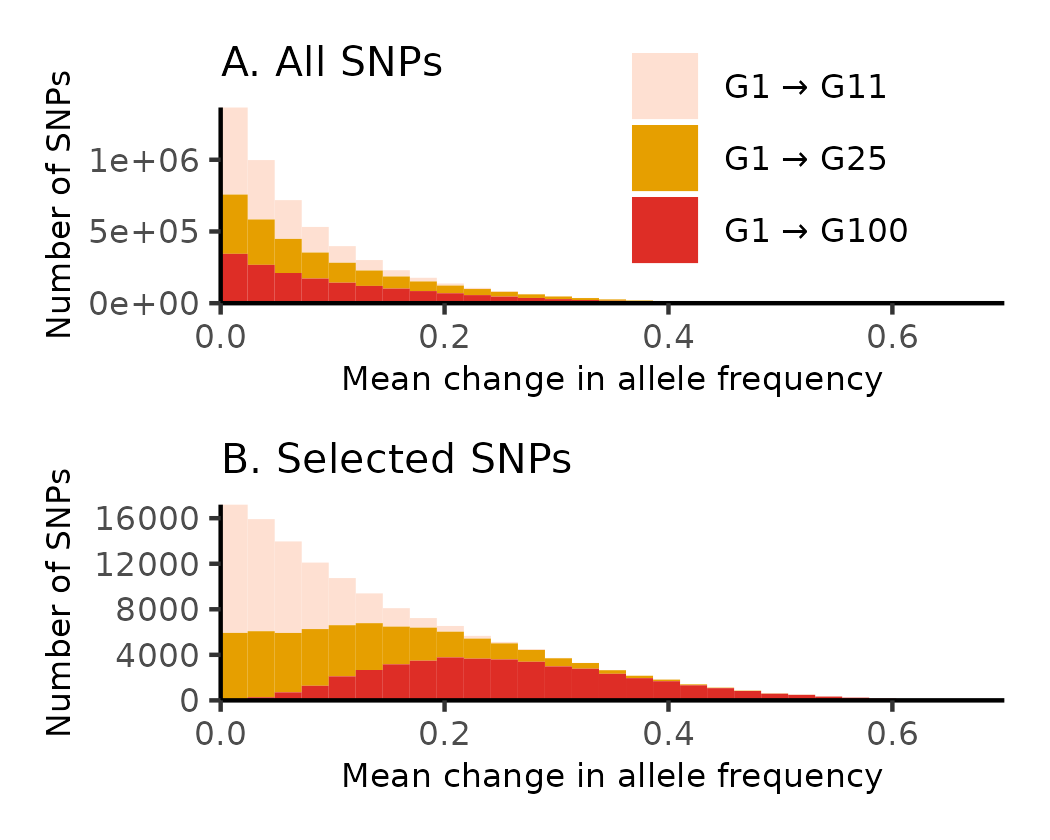 A. All SNPs
Number of SNPs
1e+06
5e+05
0e+00
0.0 0.2 0.4 0.6
Mean change in allele frequency
G1 → G11
G1 → G25
G1 → G100
B. Selected SNPs
Number of SNPs
16000
12000
8000
4000
0
0.0 0.2 0.4 0.6
Mean change in allele frequency